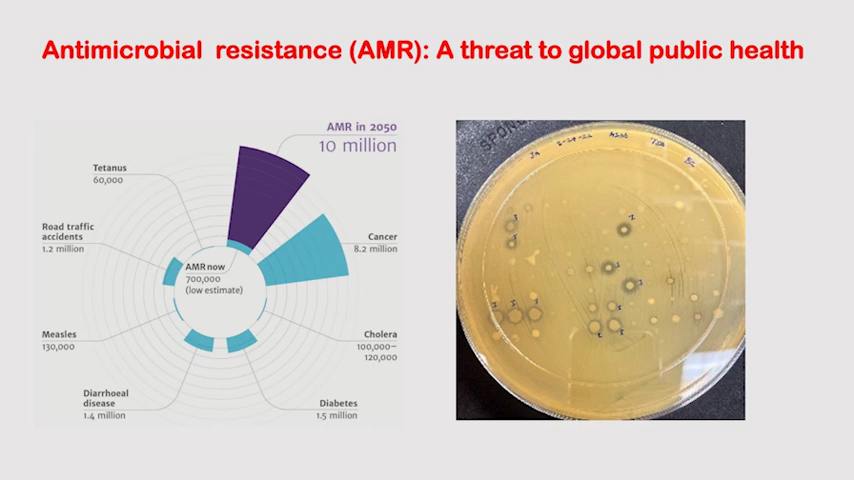 Antimicrobial resistance (AMR): A threat to global public health
AMR in 2050
10 million
Tetanus
60,000
Road traffic
accidents
1.2 million
Cancer
8.2 million
AMR now
700,000
(low estimate)
Measles
130,000
Cholera
100,000–
120,000
Diarrhoeal
disease
1.4 million
Diabetes
1.5 million